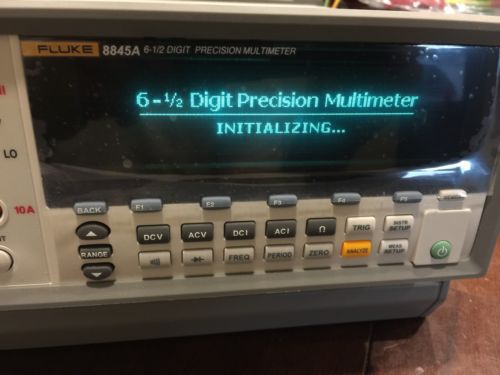 FLUKE 8845A 6-1/2 DIGIT PRECISION MULTIMETER
6-½ Digit Precision Multimeter
INITIALIZING...
LO
10A
BACK F1 F2 F3 F4 F5
DCV ACV DCI ACI Ω TRIG INSTR SETUP
RANGE
FREQ PERIOD ZERO ANALYZE MEAS SETUP